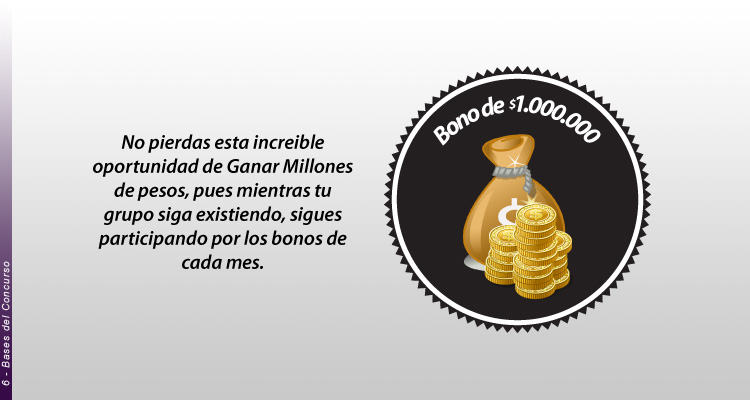 No pierdas esta increible
oportunidad de Ganar Millones
de pesos, pues mientras tu
grupo siga existiendo, sigues
participando por los bonos de
cada mes.
Bono de $1.000.000
$
6 - Bases del Concurso